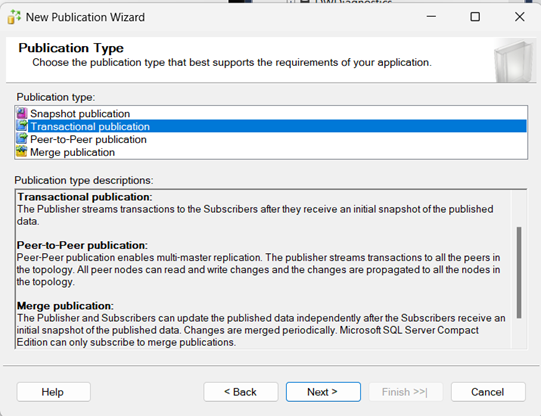 DWDiagnostics
New Publication Wizard
Publication Type
Choose the publication type that best supports the requirements of your application.
Publication type:
Snapshot publication
Transactional publication
Peer-to-Peer publication
Merge publication
Publication type descriptions:
Transactional publication:
The Publisher streams transactions to the Subscribers after they receive an initial snapshot of the published
data.
Peer-to-Peer publication:
Peer-Peer publication enables multi-master replication. The publisher streams transactions to all the peers in
the topology. All peer nodes can read and write changes and the changes are propagated to all the nodes in
the topology.
Merge publication:
The Publisher and Subscribers can update the published data independently after the Subscribers receive an
initial snapshot of the published data. Changes are merged periodically. Microsoft SQL Server Compact
Edition can only subscribe to merge publications.
Help
< Back
Next >
Finish >>|
Cancel